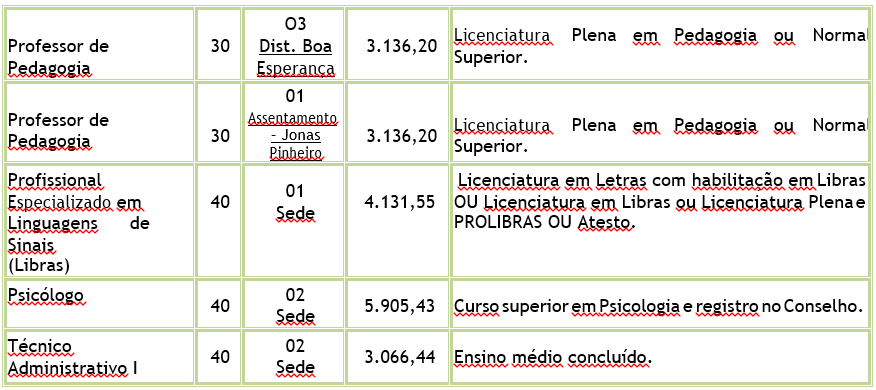 Professor de
Pedagogia
30
O3
Dist. Boa
Esperança
3.136,20
Licenciatura Plena em Pedagogia ou Normal
Superior.
Professor de
Pedagogia
30
01
Assentamento
- Jonas
Pinheiro
3.136,20
Licenciatura Plena em Pedagogia ou Normal
Superior.
Profissional
Especializado em
Linguagens de
Sinais
(Libras)
40
01
Sede
4.131,55
Licenciatura em Letras com habilitação em Libras
OU Licenciatura em Libras ou Licenciatura Plena e
PROLIBRAS OU Atesto.
Psicólogo
40
02
Sede
5.905,43
Curso superior em Psicologia e registro no Conselho.
Técnico
Administrativo I
40
02
Sede
3.066,44
Ensino médio concluído.